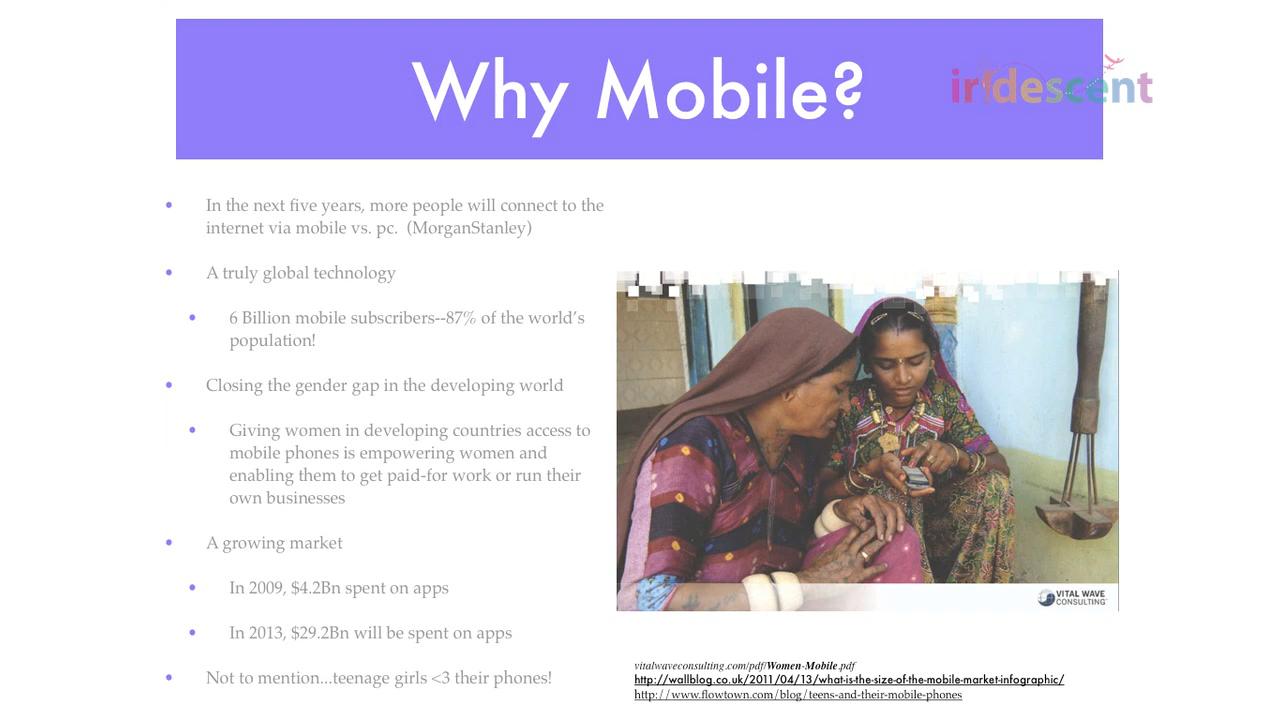 Why Mobile?
iridescent
In the next five years, more people will connect to the
internet via mobile vs. pc. (MorganStanley)
A truly global technology
6 Billion mobile subscribers--87% of the world's
population!
Closing the gender gap in the developing world
Giving women in developing countries access to
mobile phones is empowering women and
enabling them to get paid-for work or run their
own businesses
A growing market
In 2009, $4.2Bn spent on apps
In 2013, $29.2Bn will be spent on apps
Not to mention...teenage girls <3 their phones!
VITAL WAVE
CONSULTING
vitalwaveconsulting.com/pdf/Women-Mobile.pdf
http://wallblog.co.uk/2011/04/13/what-is-the-size-of-the-mobile-market-infographic/
http://www.flowtown.com/blog/teens-and-their-mobile-phones